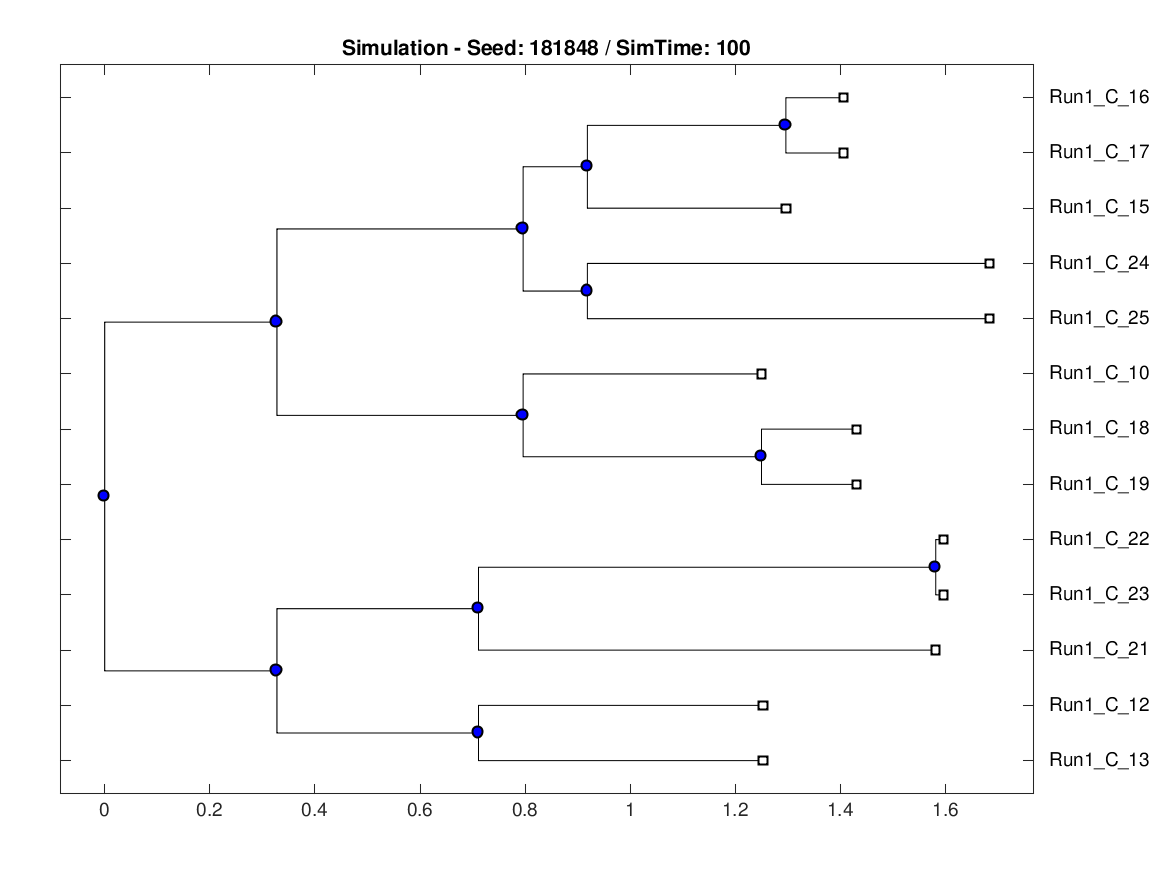 Simulation - Seed: 181848 / SimTime: 100
Run1_C_16
Run1_C_17
Run1_C_15
Run1_C_24
Run1_C_25
Run1_C_10
Run1_C_18
Run1_C_19
Run1_C_22
Run1_C_23
Run1_C_21
Run1_C_12
Run1_C_13
0 0.2 0.4 0.6 0.8 1 1.2 1.4 1.6